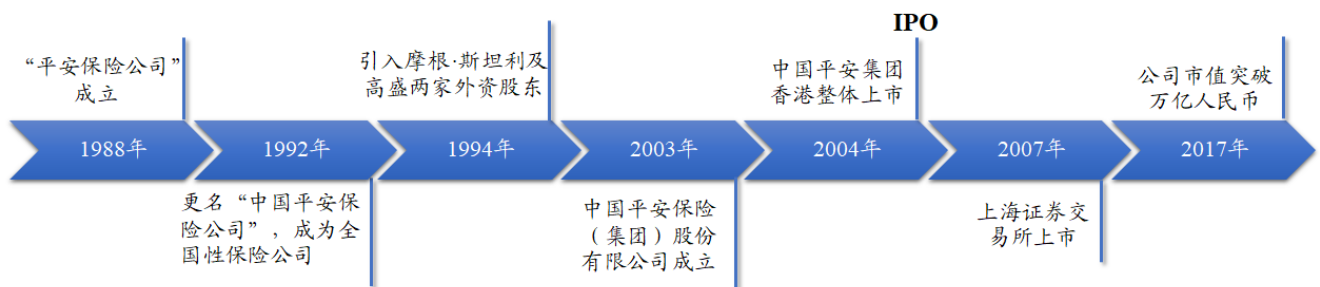 IPO
“平安保险公司”
成立
引入摩根·斯坦利及
高盛两家外资股东
中国平安集团
香港整体上市
公司市值突破
万亿人民币
1988年
1992年
1994年
2003年
2004年
2007年
2017年
更名“中国平安保
险公司”，成为全
国性保险公司
中国平安保险
（集团）股份
有限公司成立
上海证券交
易所上市